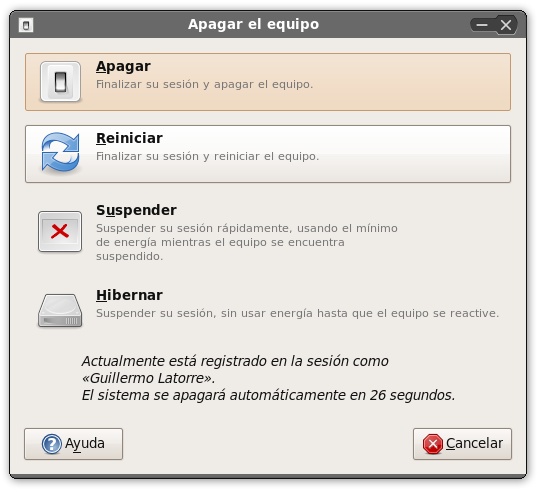 Apagar el equipo
Apagar
Finalizar su sesión y apagar el equipo.
Reiniciar
Finalizar su sesión y reiniciar el equipo.
Suspender
Suspender su sesión rápidamente, usando el mínimo
de energía mientras el equipo se encuentra
suspendido.
Hibernar
Suspender su sesión, sin usar energía hasta que el equipo se reactive.
Actualmente está registrado en la sesión como
«Guillermo Latorre».
El sistema se apagará automáticamente en 26 segundos.
Ayuda
Cancelar